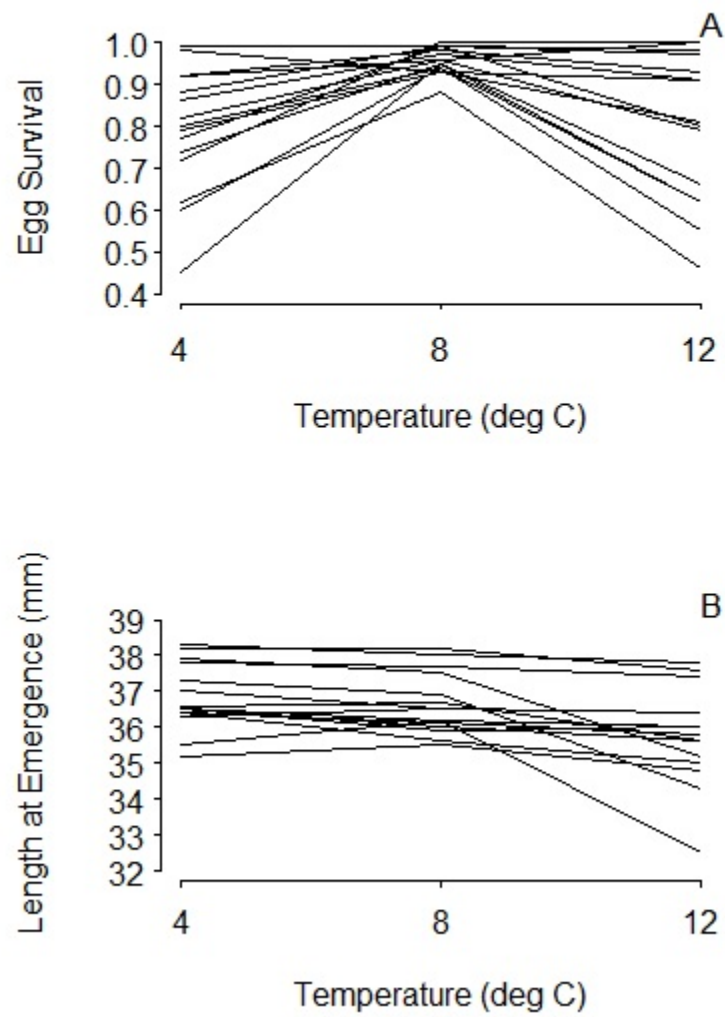 A
1.0
0.9
0.8
0.7
0.6
0.5
0.4
Egg Survival
4 8 12
Temperature (deg C)
B
39
38
37
36
35
34
33
32
Length at Emergence (mm)
4 8 12
Temperature (deg C)